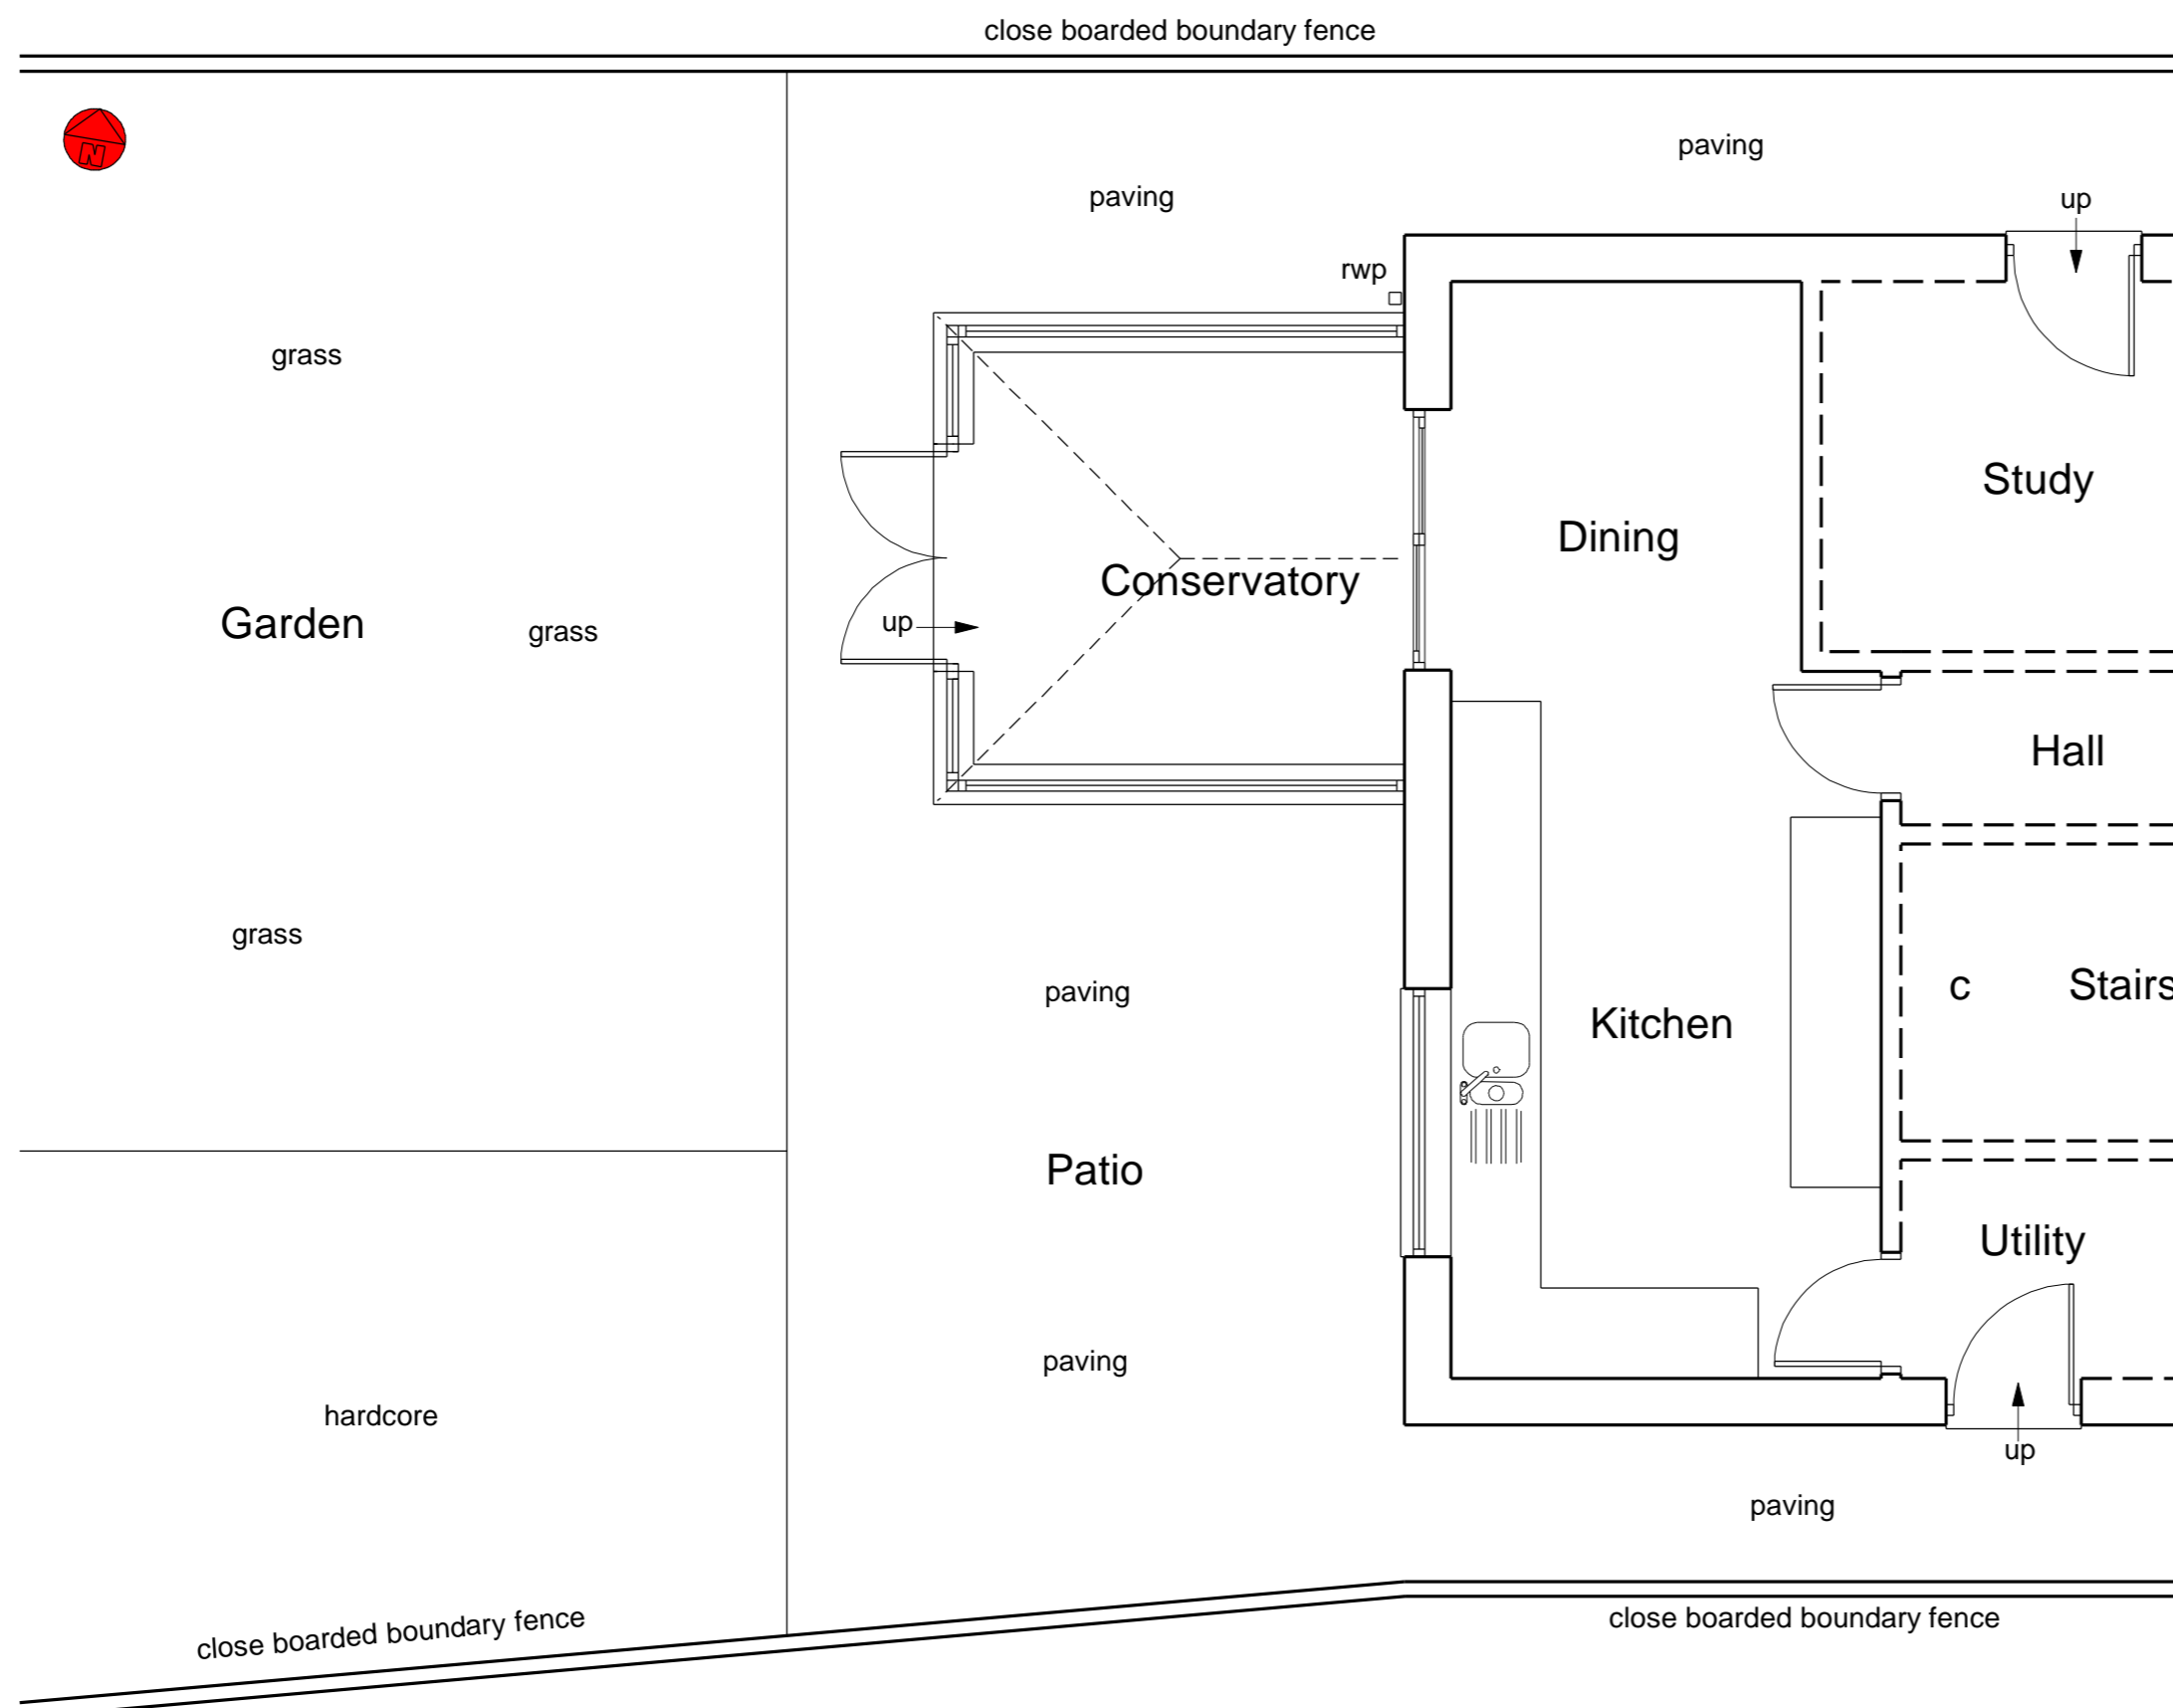 close boarded boundary fence
N
paving
paving
up
rwp
grass
Study
Dining
Conservatory
up
Garden
grass
Hall
grass
c
Stairs
paving
Kitchen
Patio
Utility
paving
hardcore
up
paving
close boarded boundary fence
close boarded boundary fence